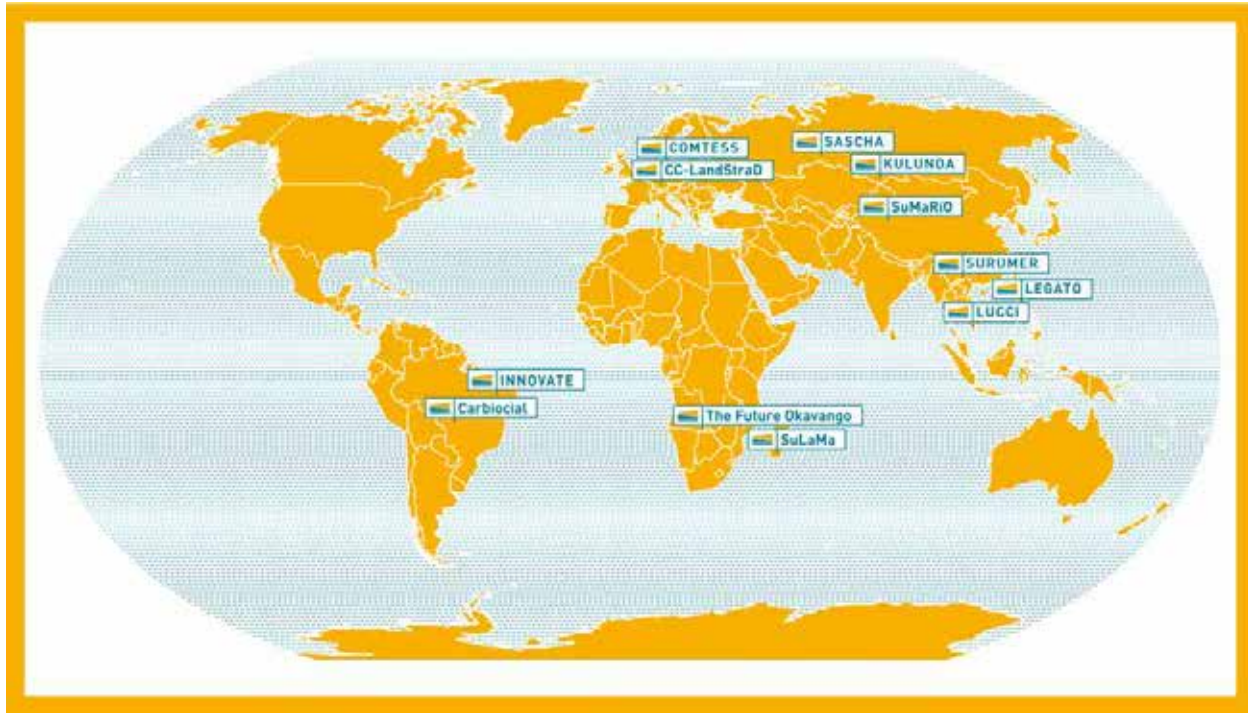 COMTESS
SASCHA
CC-LandStraD
KULUNDA
SuMaRiO
SURUMER
LEGATO
LUCCI
INNOVATE
Carbiocial
The Future Okavango
SuLaMa